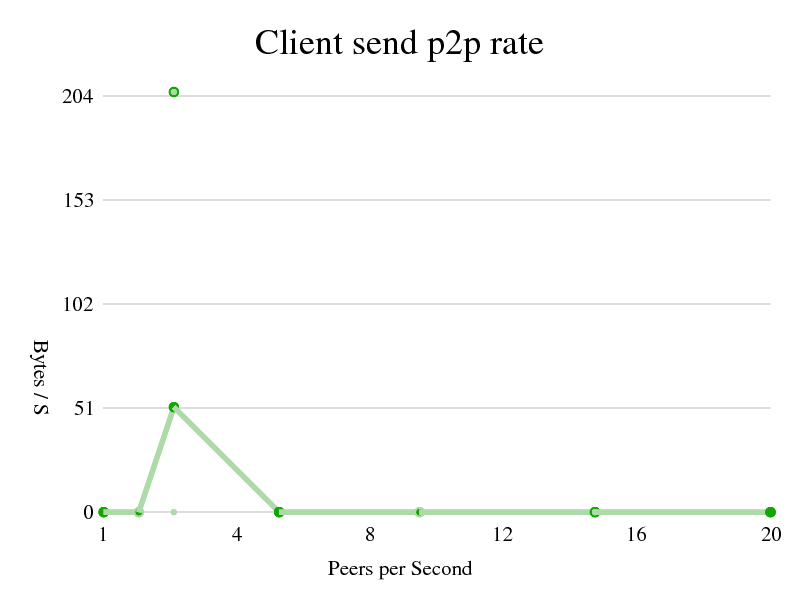 Client send p2p rate
204
153
102
51
0
Bytes / S
1 4 8 12 16 20
Peers per Second